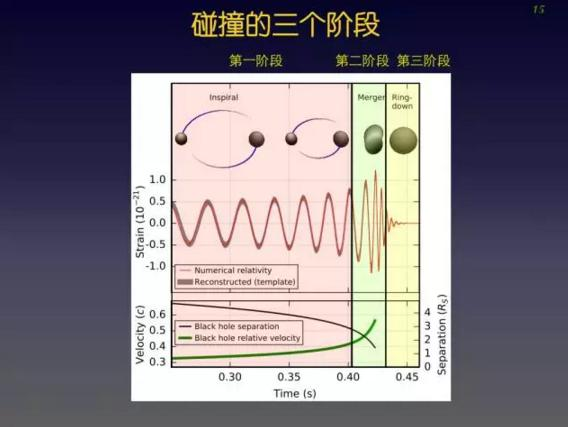 15
碰撞的三个阶段
第一阶段 第二阶段 第三阶段
Inspiral Merger Ring-
down
1.0
0.5
0.0
-0.5
-1.0
Strain (10⁻²¹)
Numerical relativity
Reconstructed (template)
0.6
0.5
0.4
0.3
Velocity (c)
Black hole separation
Black hole relative velocity
4
3
2
1
0
Separation (R_S)
0.30 0.35 0.40 0.45
Time (s)